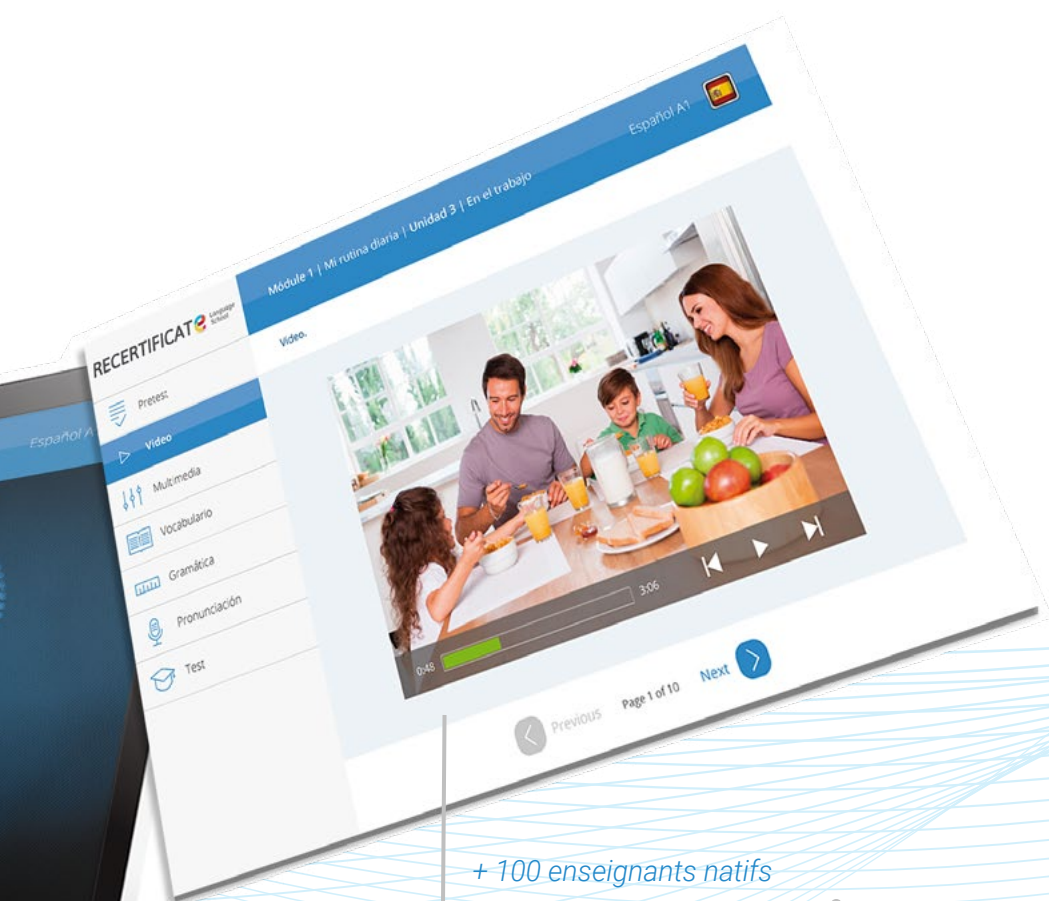 Español A1
Módule 1 | Mi rutina diaria | Unidad 3 | En el trabajo
RECERTIFICATe Language School
Video.
Pretest
Video
Multimedia
Vocabulario
Gramática
Pronunciación
Test
Español A
0:48
3:06
Previous
Page 1 of 10
Next
+ 100 enseignants natifs